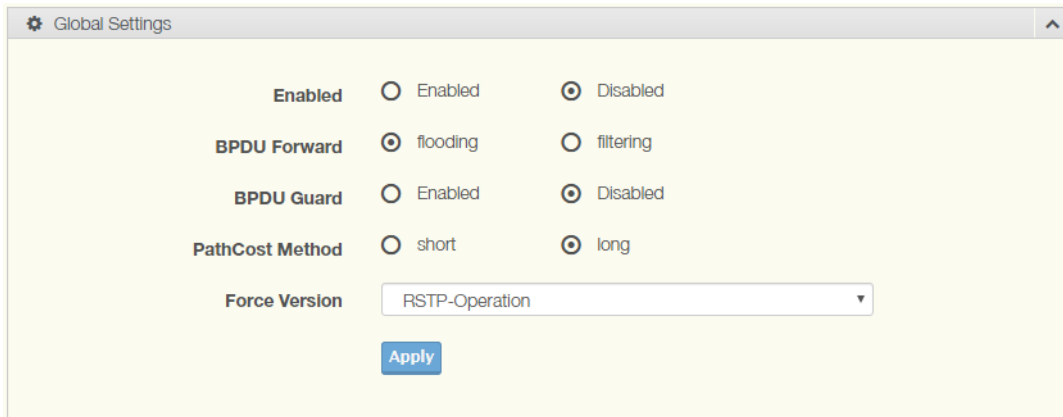 Global Settings
Enabled Enabled Disabled
BPDU Forward flooding filtering
BPDU Guard Enabled Disabled
PathCost Method short long
Force Version RSTP-Operation
Apply